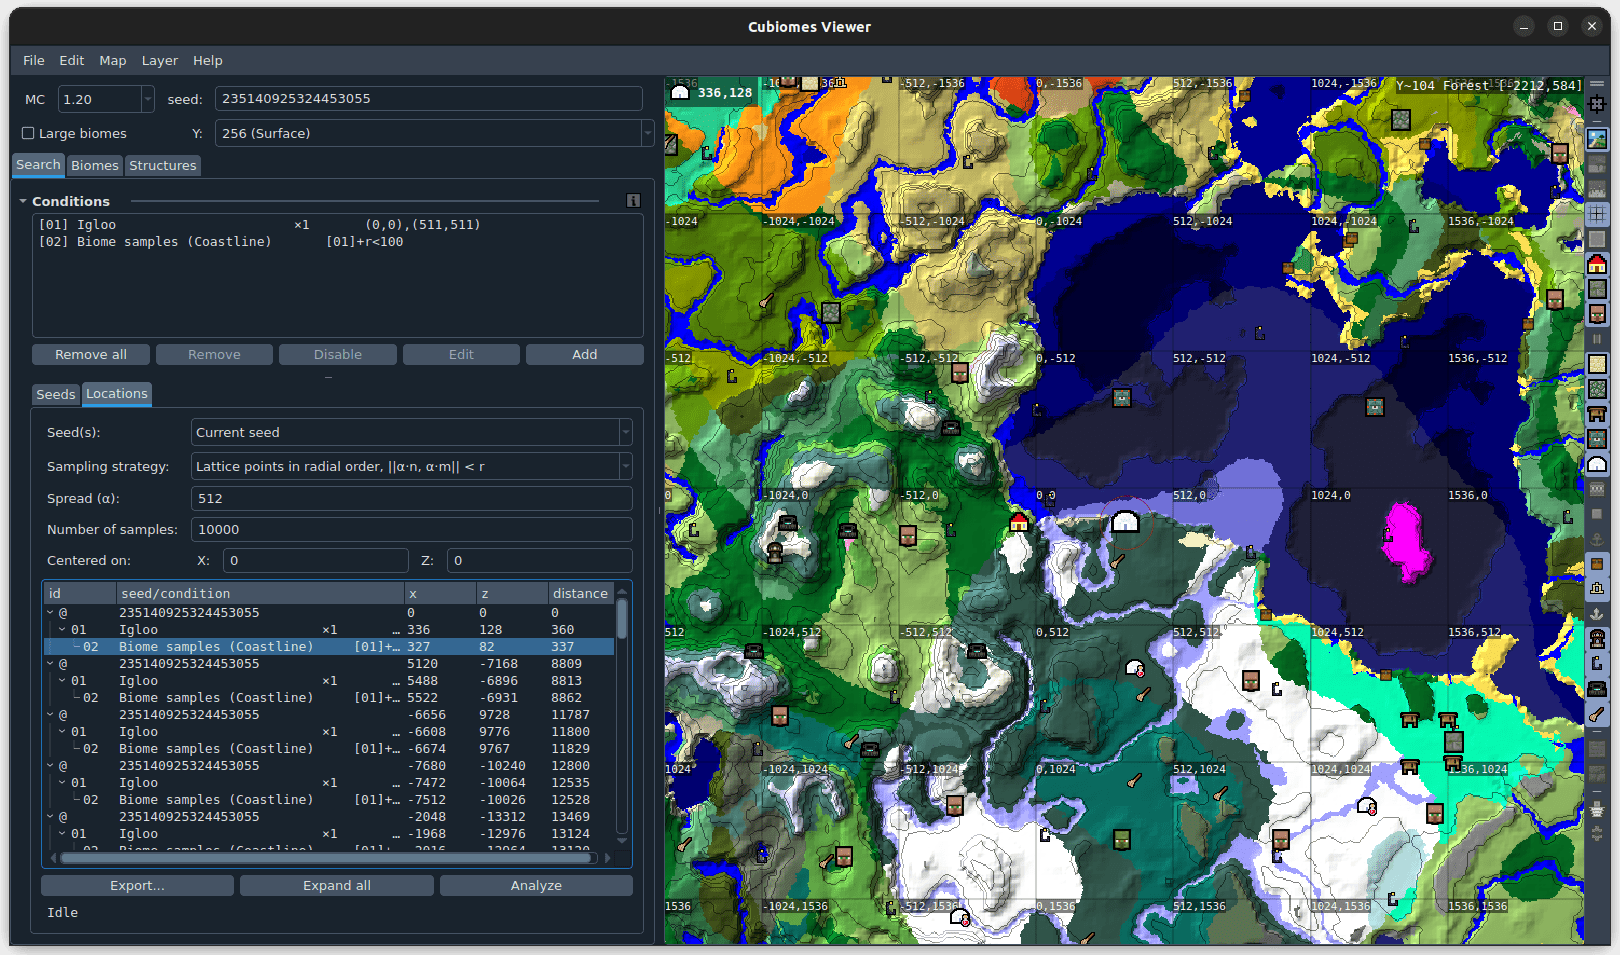 Cubiomes Viewer
File Edit Map Layer Help
MC 1.20 seed: 235140925324453055
Large biomes Y: 256 (Surface)
Search Biomes Structures
Conditions
[01] Igloo ×1 (0,0),(511,511)
[02] Biome samples (Coastline) [01]+r<100
Remove all Remove Disable Edit Add
Seeds Locations
Seed(s): Current seed
Sampling strategy: Lattice points in radial order, ||α·n, α·m|| < r
Spread (α): 512
Number of samples: 10000
Centered on: X: 0 Z: 0
id seed/condition x z distance
@ 235140925324453055 0 0 0
01 Igloo ×1 … 336 128 360
02 Biome samples (Coastline) [01]+… 327 82 337
@ 235140925324453055 5120 -7168 8809
01 Igloo ×1 … 5488 -6896 8813
02 Biome samples (Coastline) [01]+… 5522 -6931 8862
@ 235140925324453055 -6656 9728 11787
01 Igloo ×1 … -6608 9776 11800
02 Biome samples (Coastline) [01]+… -6674 9767 11829
@ 235140925324453055 -7680 -10240 12800
01 Igloo ×1 … -7472 -10064 12535
02 Biome samples (Coastline) [01]+… -7512 -10026 12528
@ 235140925324453055 -2048 -13312 13469
01 Igloo ×1 … -1968 -12976 13124
02 Biome samples (Coastline) [01]+… -2016 -12964 13120
Export... Expand all Analyze
Idle
336,128
Y~104 Forest [-2212,584]
-1536 -512,-1536 0,-1536 512,-1536 1024,-1536
-1024 -1024,-1024 -512,-1024 0,-1024 512,-1024 1024,-1024 1536,-1024
-512 -1024,-512 -512,-512 0,-512 512,-512 1024,-512 1536,-512
0 -1024,0 -512,0 0,0 512,0 1024,0 1536,0
512 -1024,512 -512,512 0,512 512,512 1024,512 1536,512
1024 -1024,1024 -512,1024 0,1024 512,1024 1024,1024 1536,1024
1536 -1024,1536 -512,1536 0,1536 512,1536 1024,1536 1536,1536